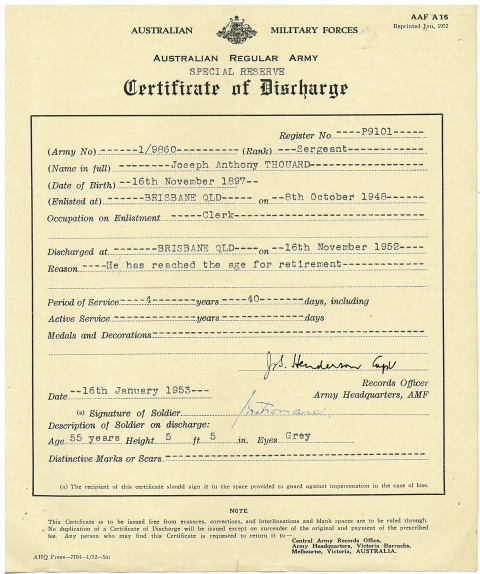 AAF A 16
Reprinted Jan, 1952
AUSTRALIAN MILITARY FORCES
AUSTRALIAN REGULAR ARMY
SPECIAL RESERVE
Certificate of Discharge
Register No ----P9101-----
(Army No) ------1/9860---------- (Rank) ---Sergeant---
(Name in full) --------Joseph Anthony THOUARD-----------
(Date of Birth) --16th November 1897--
(Enlisted at) -------BRISBANE QLD----- on --8th October 1948---
Occupation on Enlistment -----Clerk-----
Discharged at -------BRISBANE QLD----on --16th November 1952----
Reason ----He has reached the age for retirement------------
Period of Service ----4------- years ----40------- days, including
Active Service ----------- years ----------- days
Medals and Decorations
J.S. Henderson Capt
Records Officer
Army Headquarters, AMF
Date --16th January 1953---
(a) Signature of Soldier
Description of Soldier on discharge:
Age 55 years Height 5 ft 5 in. Eyes Grey
Distinctive Marks or Scars
(a) The recipient of this certificate should sign it in the space provided to guard against impersonation in the case of loss.
NOTE
This Certificate is to be issued free from erasures, corrections, and interlineations and blank spaces are to be ruled through.
No duplication of a Certificate of Discharge will be issued except on surrender of the original and payment of the prescribed
fee. Any person who may find this Certificate is requested to return it to—
Central Army Records Office,
Army Headquarters, Victoria Barracks,
Melbourne, Victoria, AUSTRALIA.
AHQ Press—7104—1/52—5m